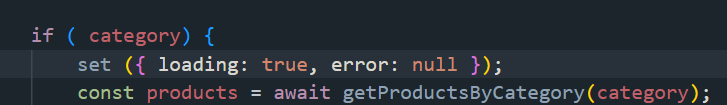 if ( category) {
set ({ loading: true, error: null });
const products = await getProductsByCategory(category);